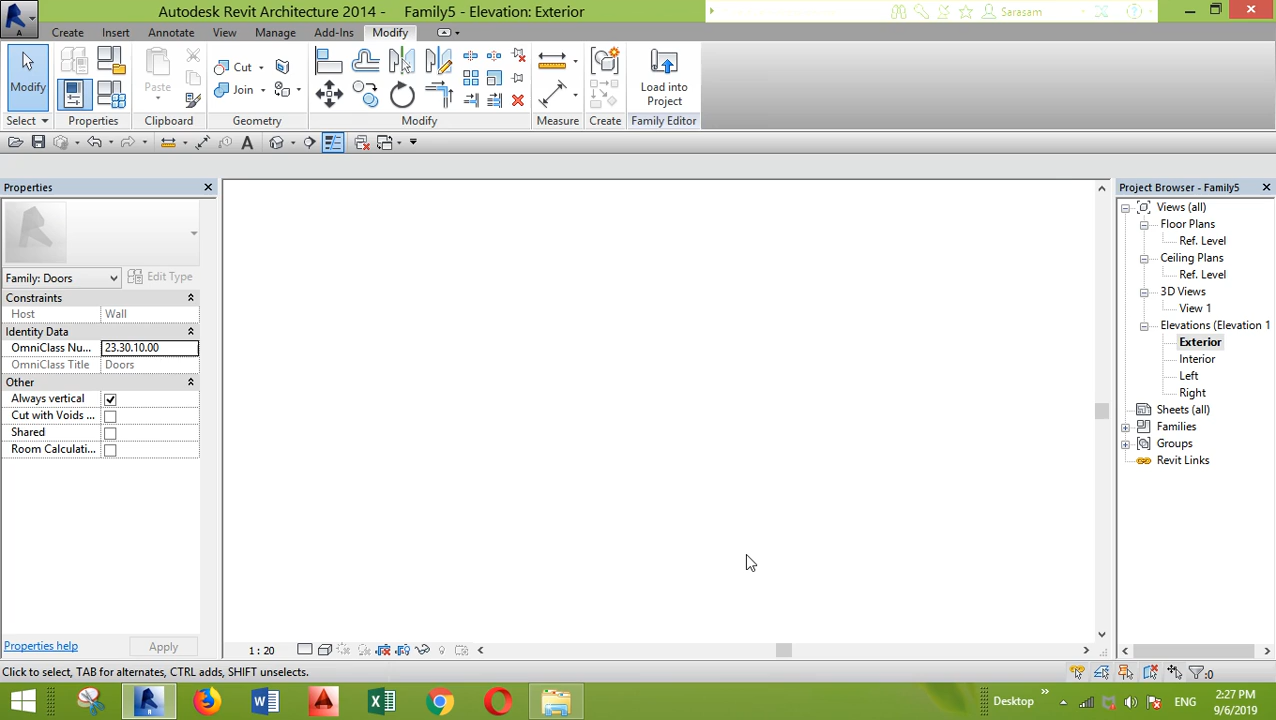 Autodesk Revit Architecture 2014 - Family5 - Elevation: Exterior
Sarasam
Create Insert Annotate View Manage Add-Ins Modify
Modify Paste Cut Join Load into Project
Select Properties Clipboard Geometry Modify Measure Create Family Editor
Properties
Family: Doors Edit Type
Constraints
Host Wall
Identity Data
OmniClass Nu... 23.30.10.00
OmniClass Title Doors
Other
Always vertical
Cut with Voids ...
Shared
Room Calculati...
Properties help Apply
1 : 20
Project Browser - Family5
Views (all)
Floor Plans
Ref. Level
Ceiling Plans
Ref. Level
3D Views
View 1
Elevations (Elevation 1
Exterior
Interior
Left
Right
Sheets (all)
Families
Groups
Revit Links
Click to select, TAB for alternates, CTRL adds, SHIFT unselects.
:0
Desktop ENG 2:27 PM
9/6/2019